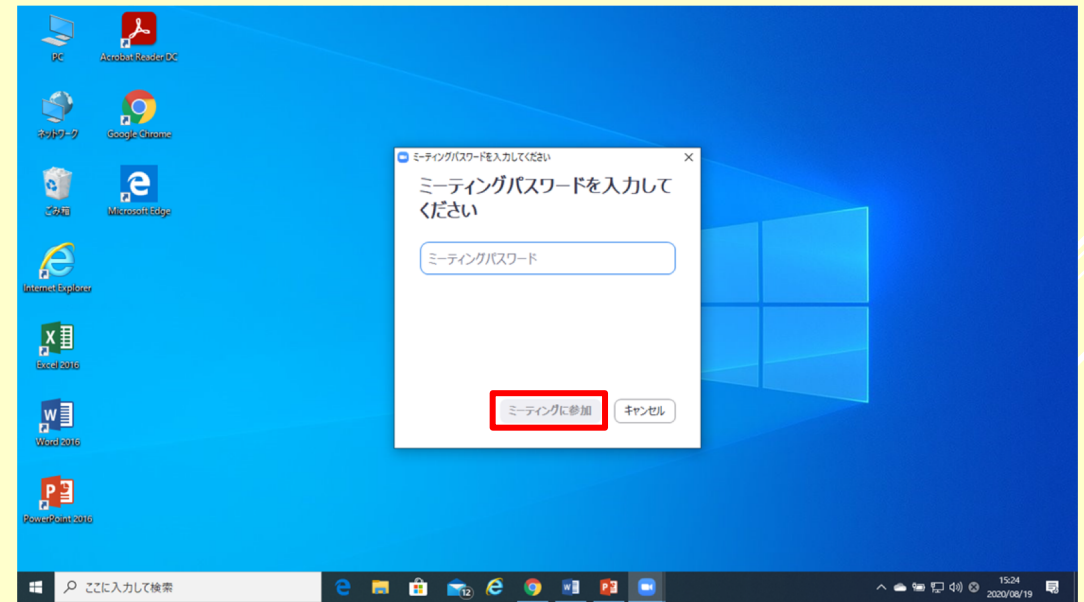 PC
Acrobat Reader DC
ネットワーク
Google Chrome
ごみ箱
Microsoft Edge
Internet Explorer
Excel 2016
Word 2016
PowerPoint 2016
ミーティングパスワードを入力してください
ミーティングパスワードを入力して
ください
ミーティングパスワード
ミーティングに参加
キャンセル
ここに入力して検索
12
15:24
2020/08/19